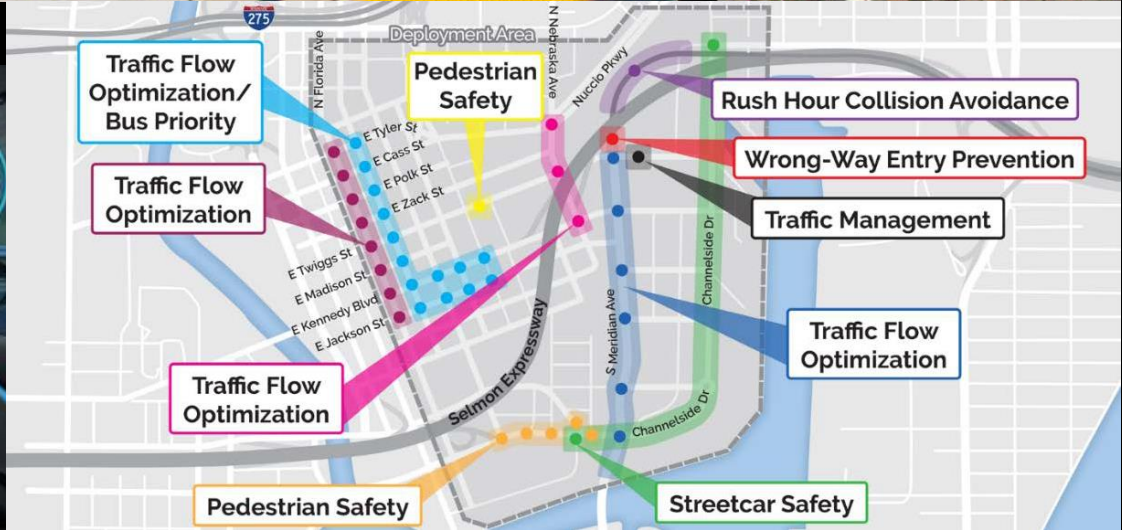 275
Deployment Area
N Florida Ave
N Nebraska Ave
Nuccio Pkwy
Traffic Flow
Optimization/
Bus Priority
Pedestrian
Safety
Rush Hour Collision Avoidance
E Tyler St
E Cass St
E Polk St
E Zack St
Wrong-Way Entry Prevention
Traffic Flow
Optimization
Traffic Management
E Twiggs St
E Madison St
E Kennedy Blvd
E Jackson St
Channelside Dr
S Meridian Ave
Traffic Flow
Optimization
Selmon Expressway
Traffic Flow
Optimization
Channelside Dr
Pedestrian Safety
Streetcar Safety